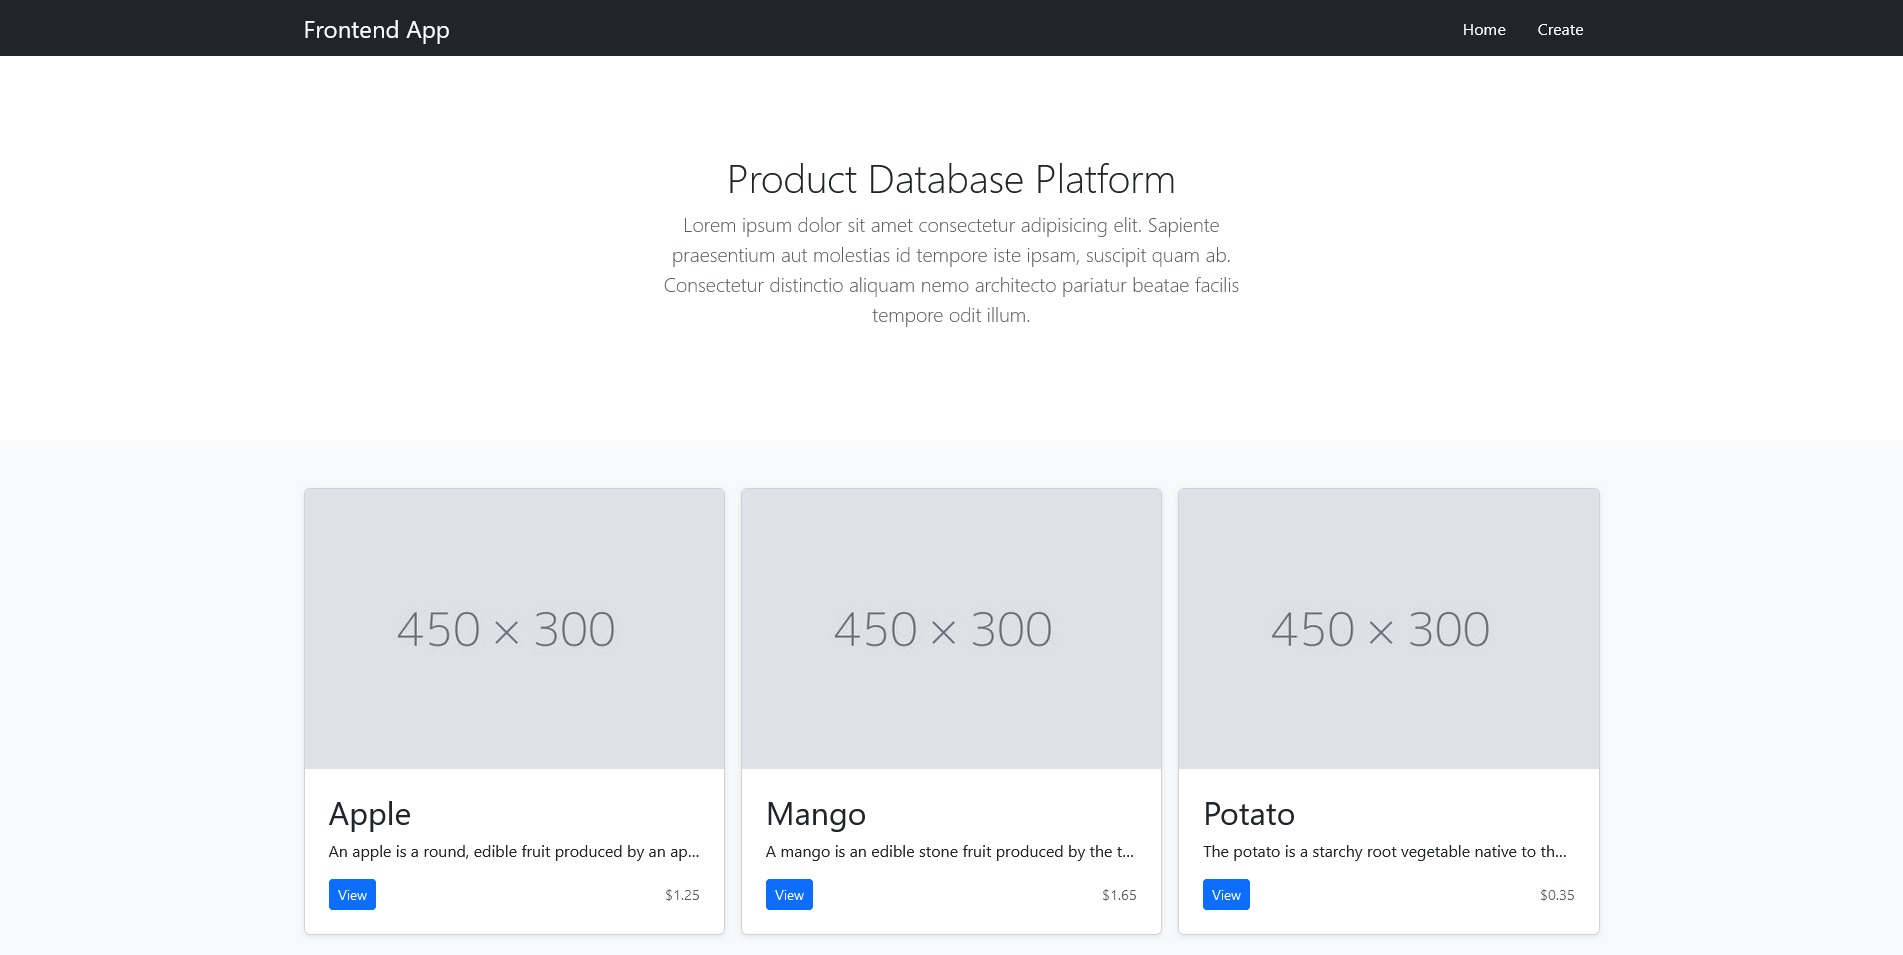 Frontend App
Home
Create
Product Database Platform
Lorem ipsum dolor sit amet consectetur adipisicing elit. Sapiente
praesentium aut molestias id tempore iste ipsam, suscipit quam ab.
Consectetur distinctio aliquam nemo architecto pariatur beatae facilis
tempore odit illum.
450 × 300
Apple
An apple is a round, edible fruit produced by an ap...
View
$1.25
450 × 300
Mango
A mango is an edible stone fruit produced by the t...
View
$1.65
450 × 300
Potato
The potato is a starchy root vegetable native to th...
View
$0.35